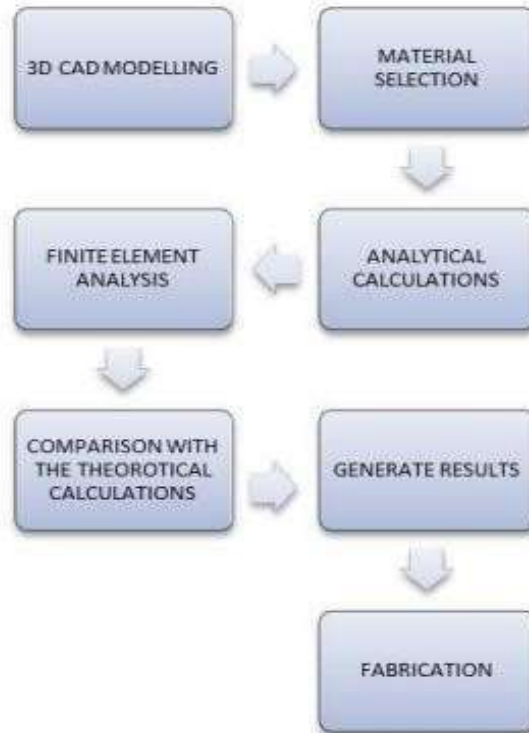 3D CAD MODELLING
MATERIAL
SELECTION
ANALYTICAL
CALCULATIONS
FINITE ELEMENT
ANALYSIS
COMPARISON WITH
THE THEOROTICAL
CALCULATIONS
GENERATE RESULTS
FABRICATION